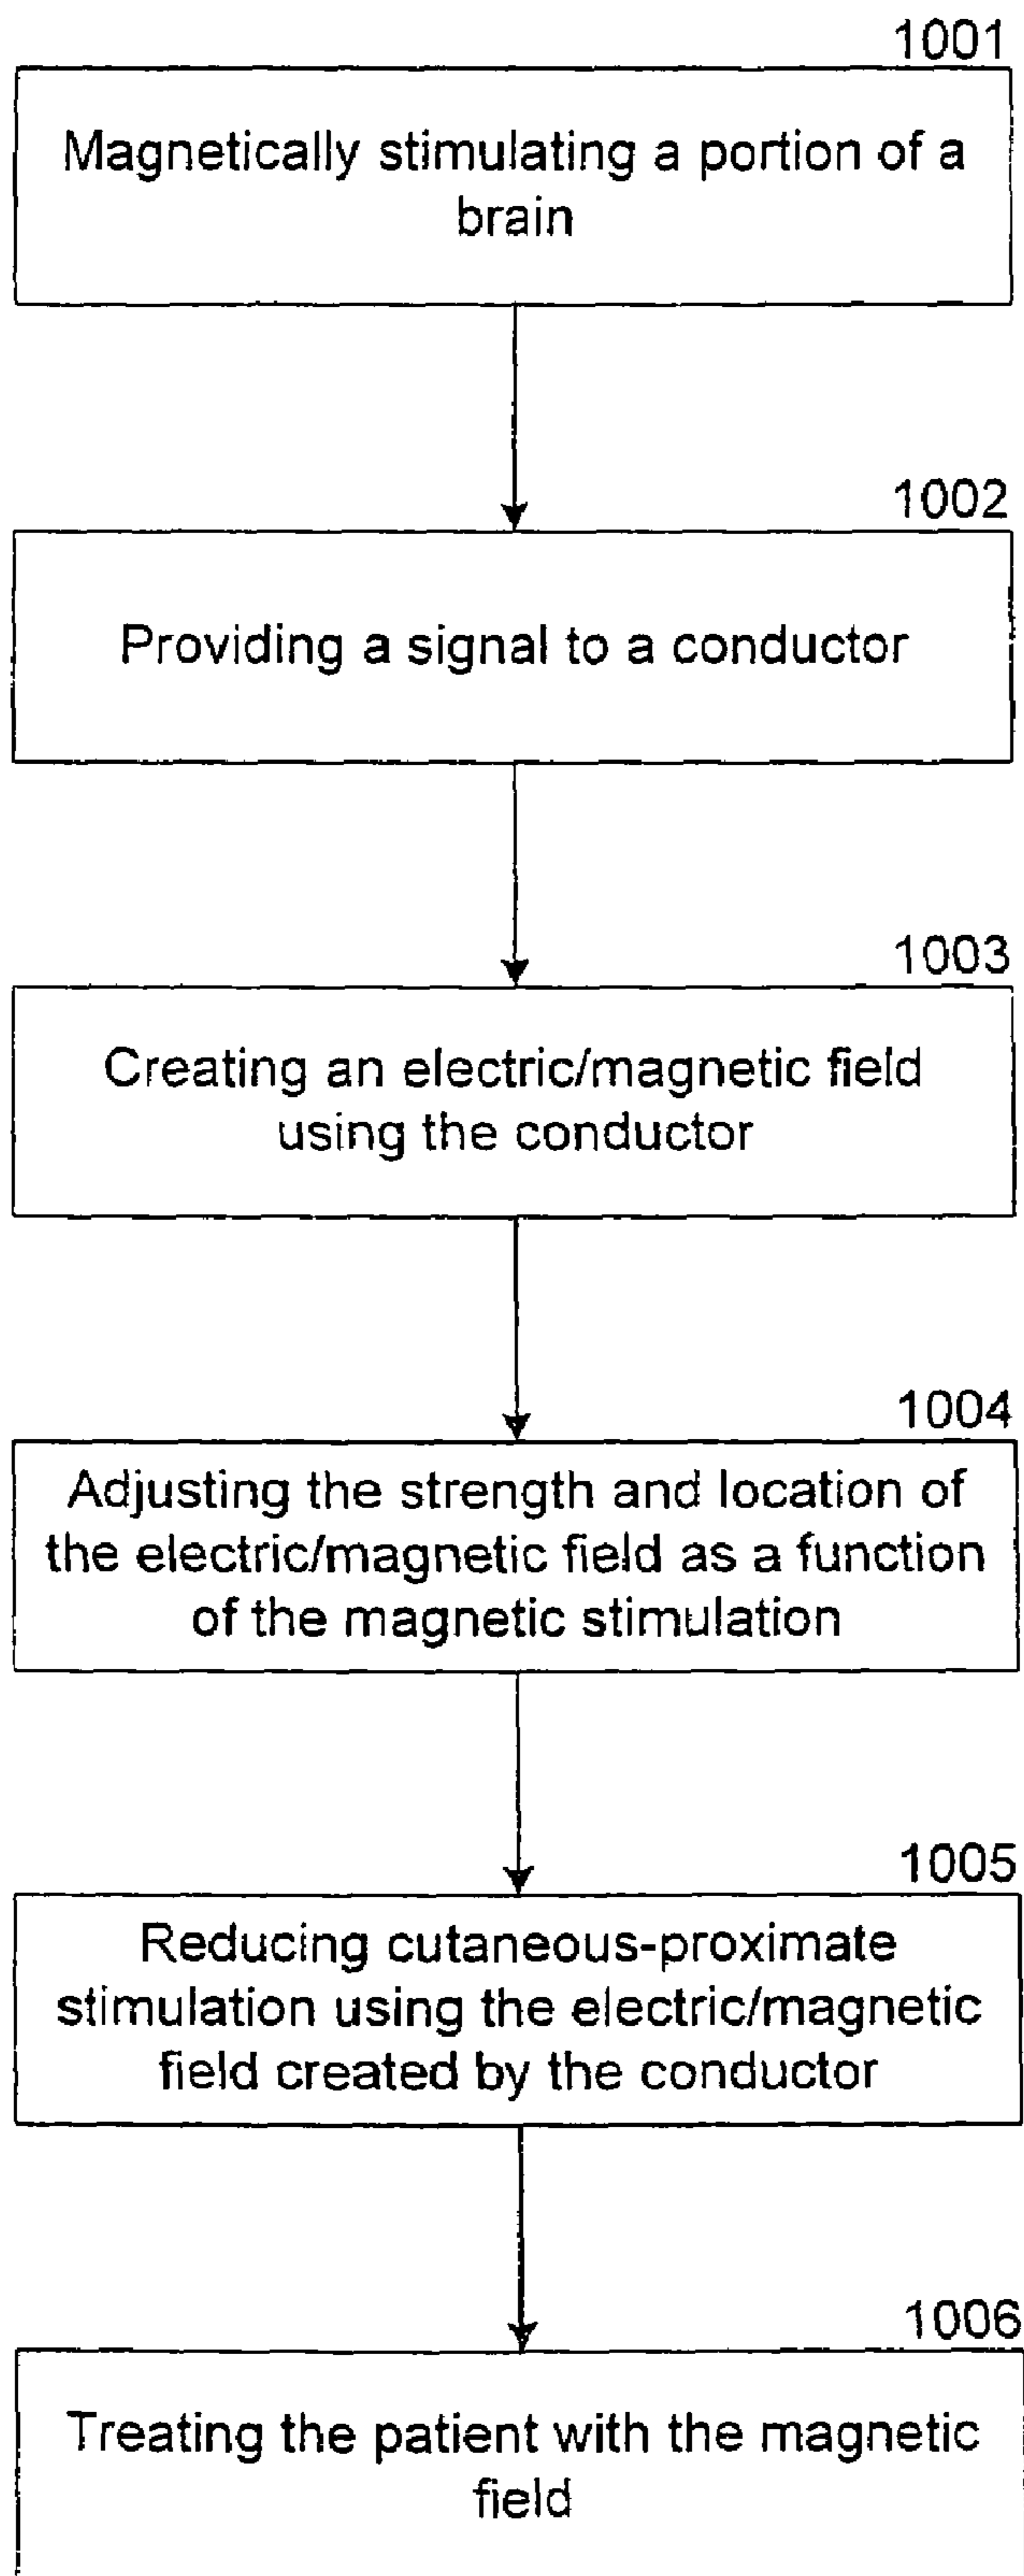 1001
Magnetically stimulating a portion of a
brain
1002
Providing a signal to a conductor
1003
Creating an electric/magnetic field
using the conductor
1004
Adjusting the strength and location of
the electric/magnetic field as a function
of the magnetic stimulation
1005
Reducing cutaneous-proximate
stimulation using the electric/magnetic
field created by the conductor
1006
Treating the patient with the magnetic
field